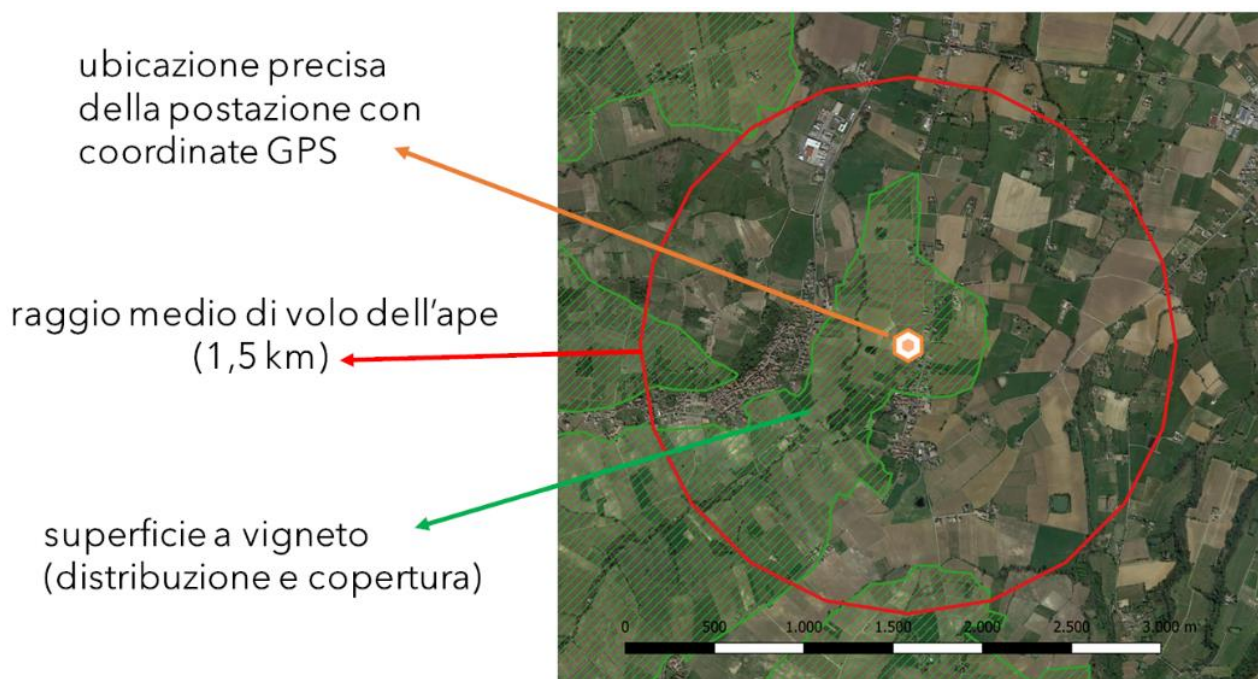 ubicazione precisa
della postazione con
coordinate GPS
raggio medio di volo dell’ape
(1,5 km)
superficie a vigneto
(distribuzione e copertura)
0 500 1.000 1.500 2.000 2.500 3.000 m